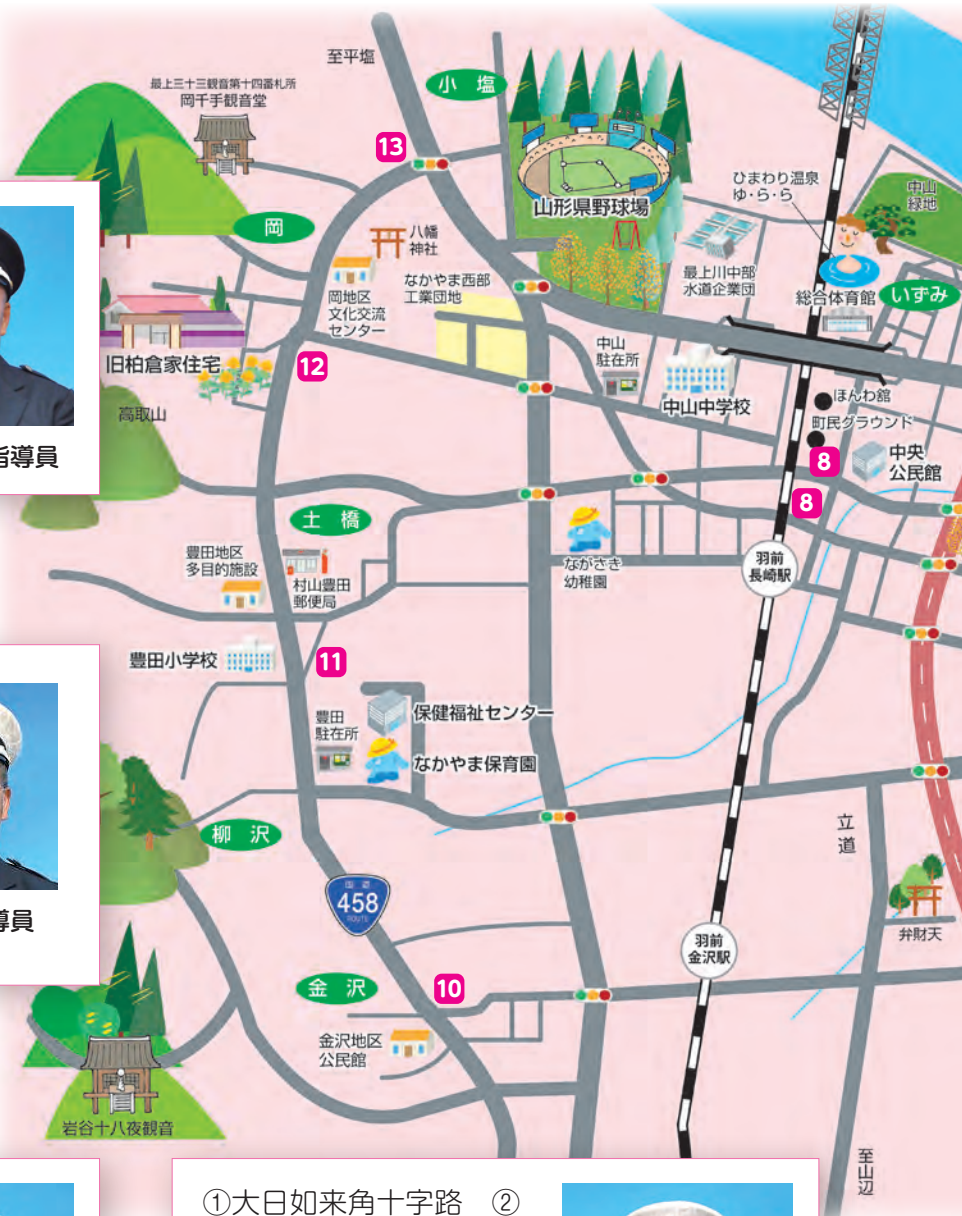 至平塩
小塩
最上三十三観音第十四番札所
岡千手観音堂
13
山形県野球場
ひまわり温泉
ゆ・ら・ら
中山
緑地
岡
八幡
神社
岡地区
文化交流
センター
なかやま西部
工業団地
最上川中部
水道企業団
総合体育館
いずみ
旧柏倉家住宅
12
中山
駐在所
中山中学校
ほんわ館
町民グラウンド
高取山
8
中央
公民館
8
指導員
土橋
豊田地区
多目的施設
村山豊田
郵便局
ながさき
幼稚園
羽前
長崎駅
豊田小学校
11
豊田
駐在所
保健福祉センター
なかやま保育園
柳沢
立道
国道
458
ROUTE
弁財天
導員
羽前
金沢駅
金沢
10
金沢地区
公民館
岩谷十八夜観音
至山辺
①大日如来角十字路 ②